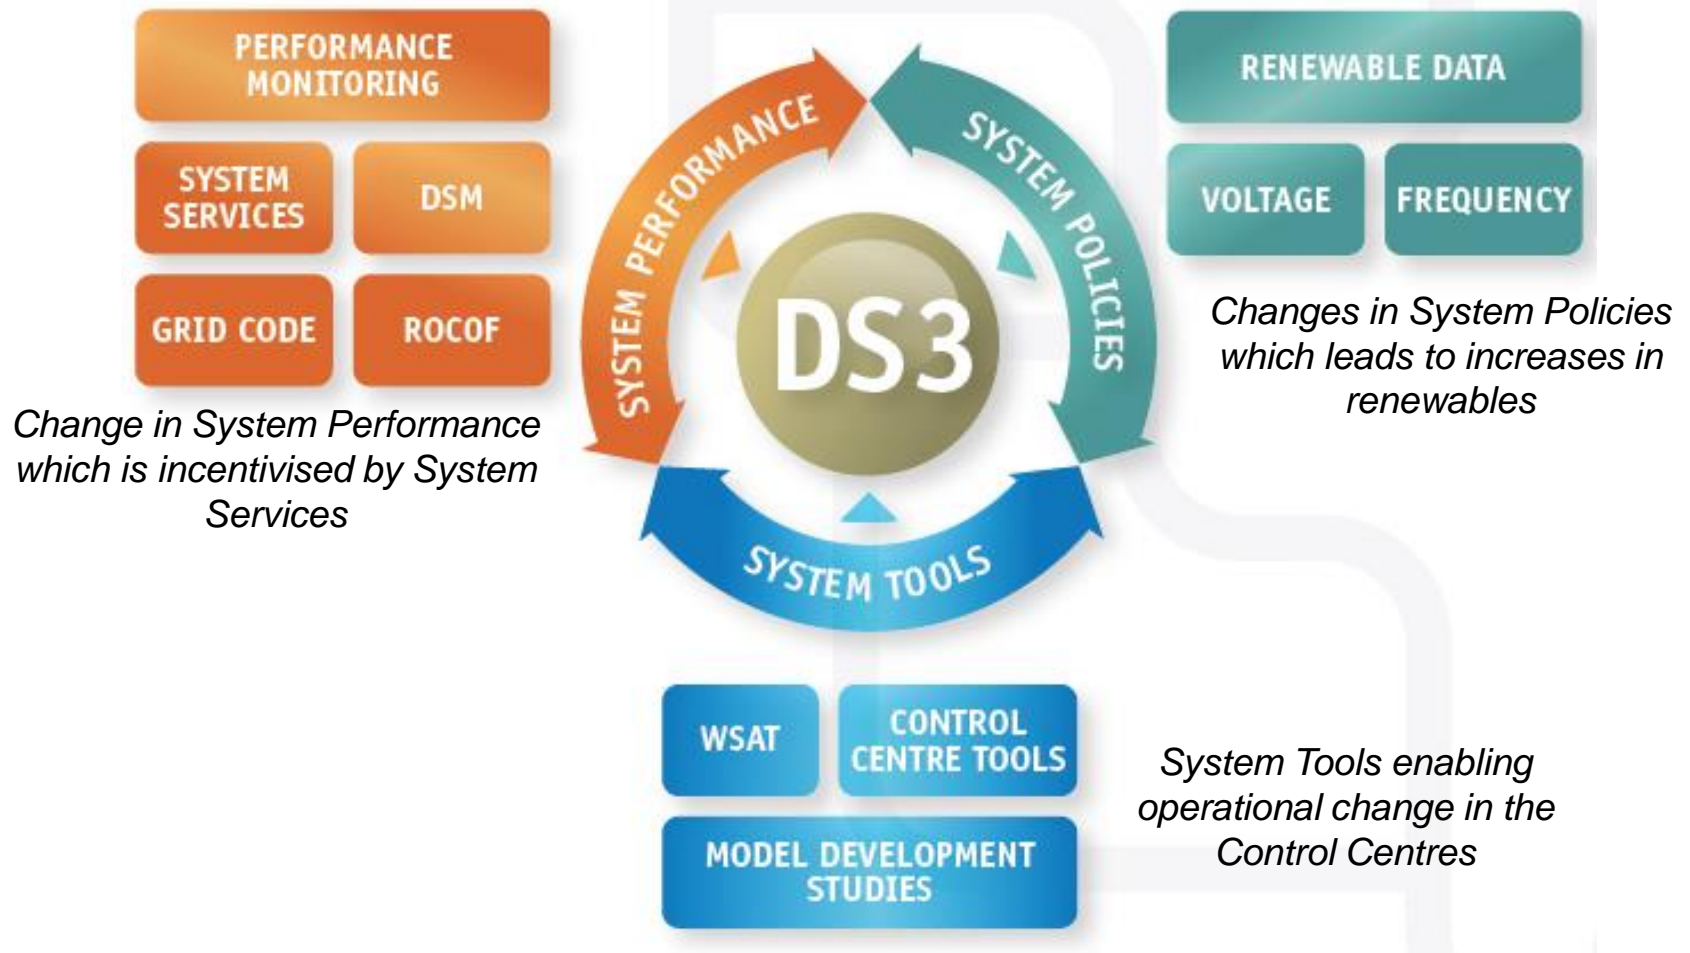 PERFORMANCE
MONITORING
SYSTEM
SERVICES
DSM
GRID CODE
ROCOF
Change in System Performance
which is incentivised by System
Services
SYSTEM PERFORMANCE
SYSTEM POLICIES
DS3
SYSTEM TOOLS
RENEWABLE DATA
VOLTAGE
FREQUENCY
Changes in System Policies
which leads to increases in
renewables
WSAT
CONTROL
CENTRE TOOLS
MODEL DEVELOPMENT
STUDIES
System Tools enabling
operational change in the
Control Centres